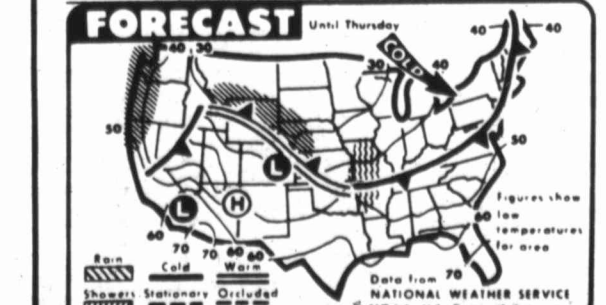 FORECAST Until Thursday
40 30
COLD
30 40
40 40
50
50
L
L H
60
60 70 70 60 60
70
Figures show
low
temperatures
for area
Rain Cold Warm
Showers Stationary Occluded
Data from
NATIONAL WEATHER SERVICE